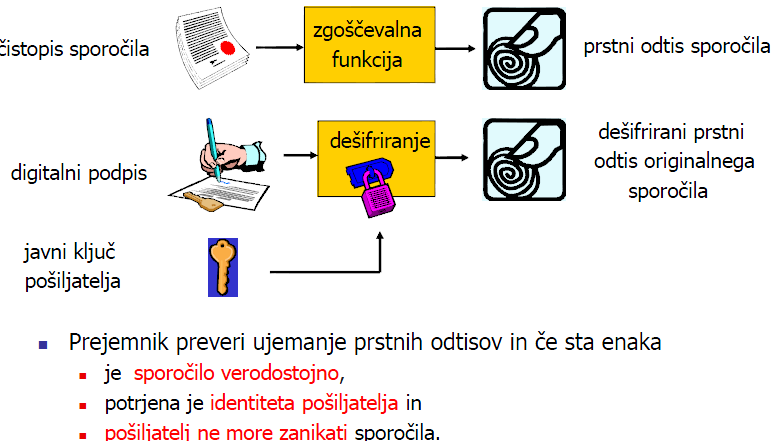 čistopis sporočila
zgoščevalna
funkcija
prstni odtis sporočila
digitalni podpis
dešifriranje
dešifrirani prstni
odtis originalnega
sporočila
javni ključ
pošiljatelja
Prejemnik preveri ujemanje prstnih odtisov in če sta enaka
je sporočilo verodostojno,
potrjena je identiteta pošiljatelja in
pošiljatelj ne more zanikati sporočila.